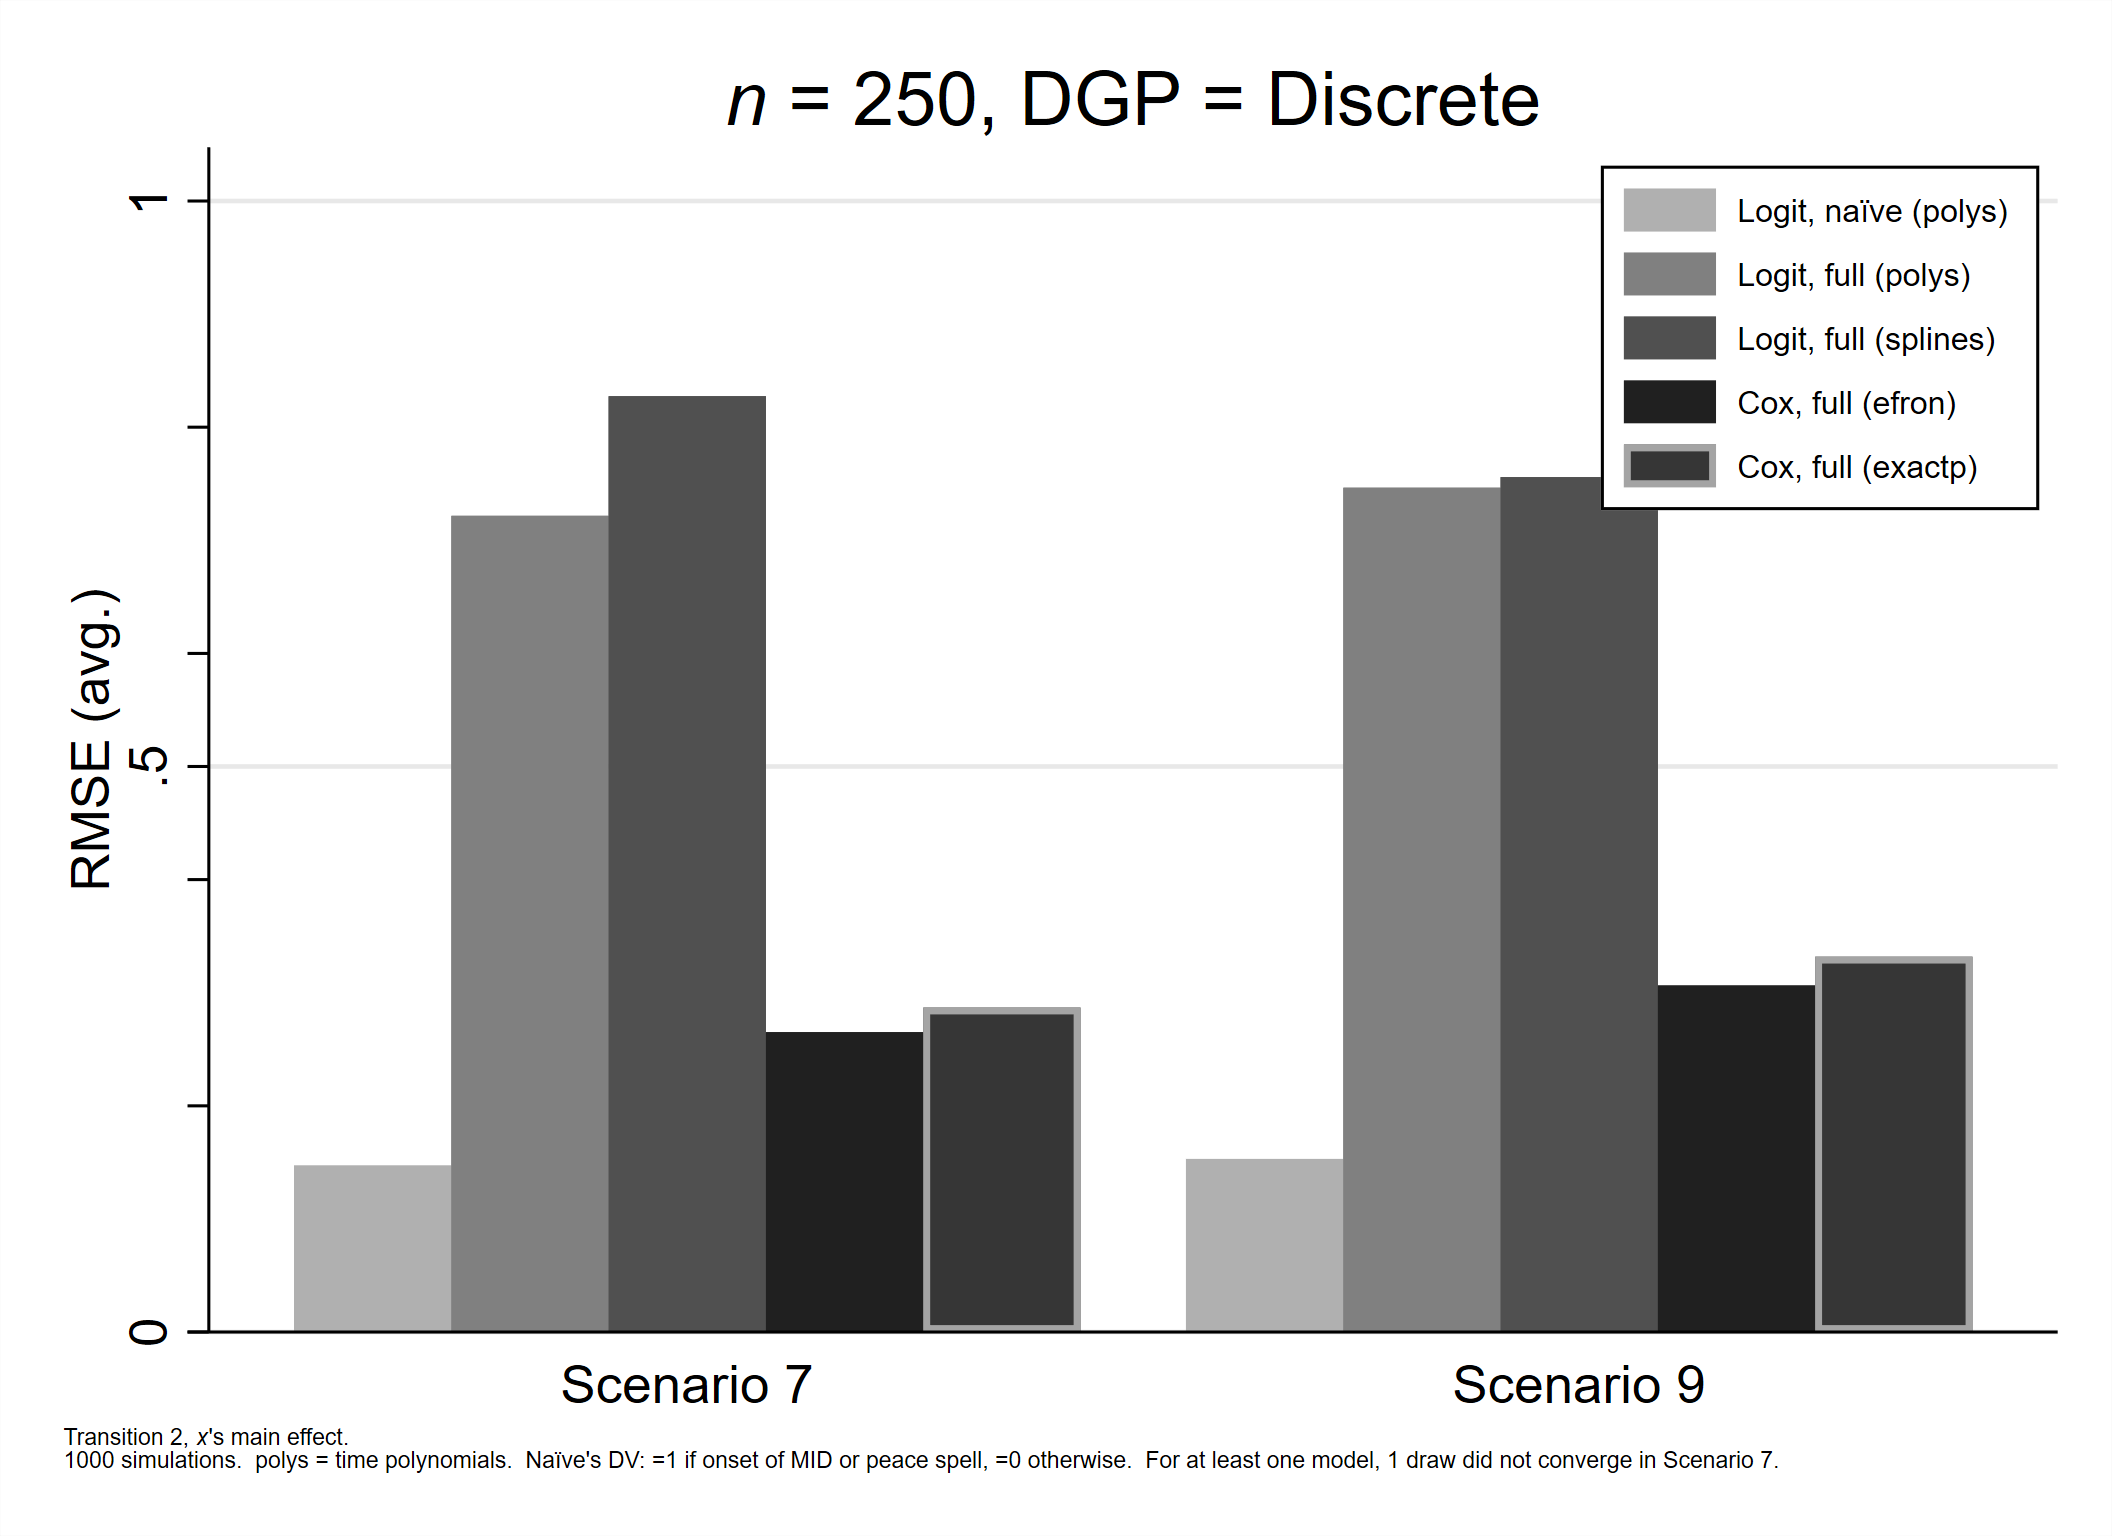 n = 250, DGP = Discrete
Logit, naïve (polys)
Logit, full (polys)
Logit, full (splines)
Cox, full (efron)
Cox, full (exactp)
RMSE (avg.)
1
.5
0
Scenario 7
Scenario 9
Transition 2, x's main effect.
1000 simulations.  polys = time polynomials.  Naïve's DV: =1 if onset of MID or peace spell, =0 otherwise.  For at least one model, 1 draw did not converge in Scenario 7.